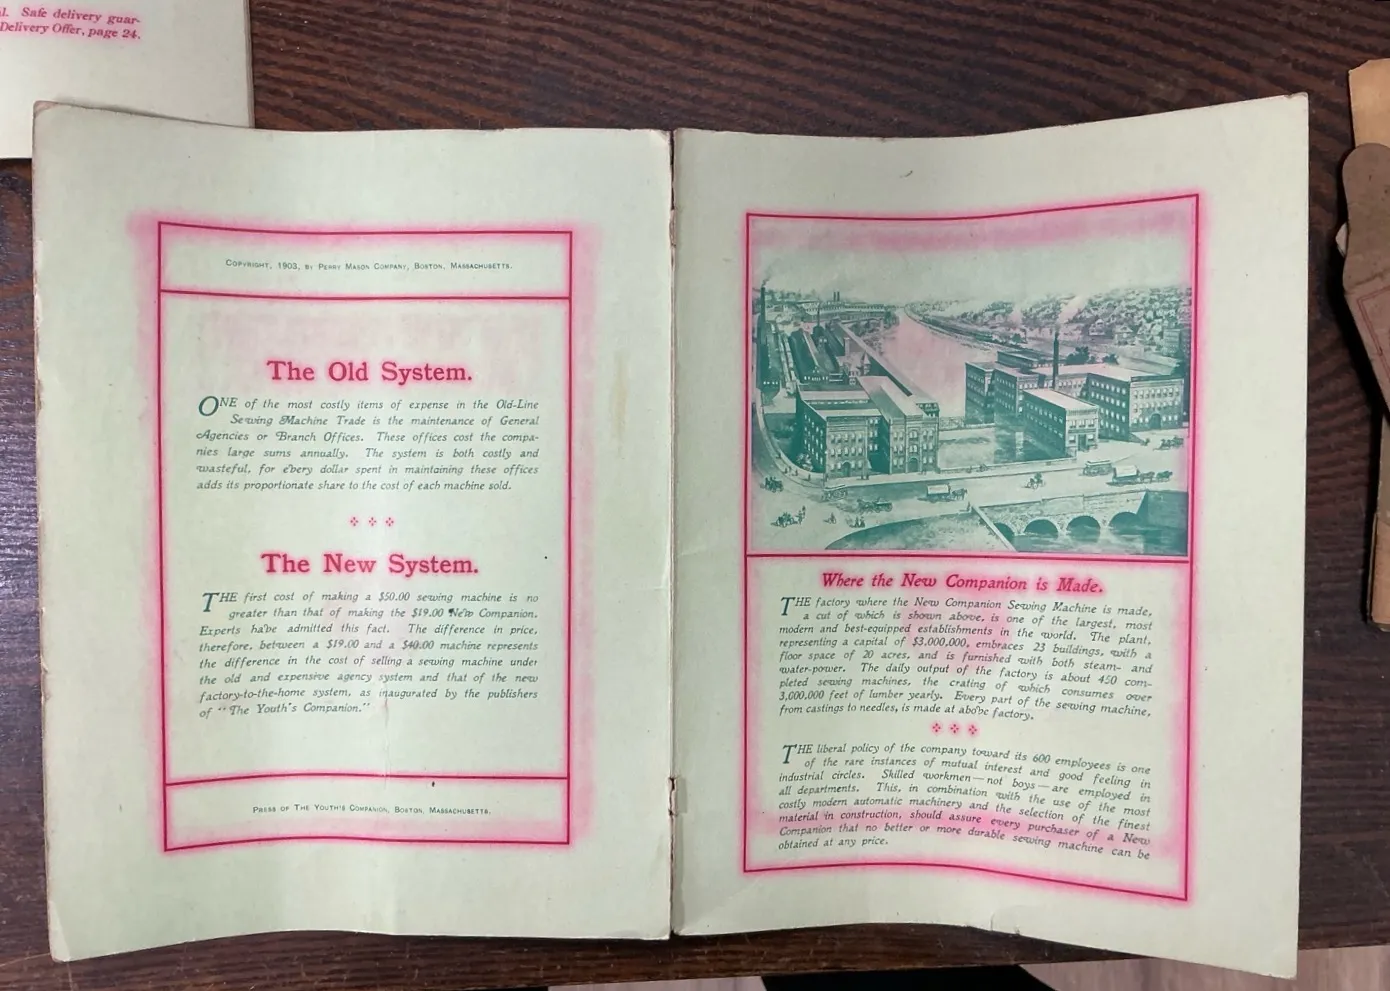 l. Safe delivery guar-
Delivery Offer, page 24.
COPYRIGHT, 1903, BY PERRY MASON COMPANY, BOSTON, MASSACHUSETTS.
The Old System.
ONE of the most costly items of expense in the Old-Line
Sewing Machine Trade is the maintenance of General
Agencies or Branch Offices. These offices cost the compa-
nies large sums annually. The system is both costly and
wasteful, for every dollar spent in maintaining these offices
adds its proportionate share to the cost of each machine sold.
The New System.
THE first cost of making a $50.00 sewing machine is no
greater than that of making the $19.00 New Companion.
Experts have admitted this fact. The difference in price,
therefore, between a $19.00 and a $40.00 machine represents
the difference in the cost of selling a sewing machine under
the old and expensive agency system and that of the new
factory-to-the-home system, as inaugurated by the publishers
of "The Youth's Companion."
PRESS OF THE YOUTH'S COMPANION, BOSTON, MASSACHUSETTS.
Where the New Companion is Made.
THE factory where the New Companion Sewing Machine is made,
a cut of which is shown above, is one of the largest, most
modern and best-equipped establishments in the world. The plant,
representing a capital of $3,000,000, embraces 23 buildings, with a
floor space of 20 acres, and is furnished with both steam- and
water-power. The daily output of the factory is about 450 com-
pleted sewing machines, the crating of which consumes over
3,000,000 feet of lumber yearly. Every part of the sewing machine,
from castings to needles, is made at above factory.
THE liberal policy of the company toward its 600 employees is one
of the rare instances of mutual interest and good feeling in
industrial circles. Skilled workmen—not boys—are employed in
all departments. This, in combination with the use of the most
costly modern automatic machinery and the selection of the finest
material in construction, should assure every purchaser of a New
Companion that no better or more durable sewing machine can be
obtained at any price.